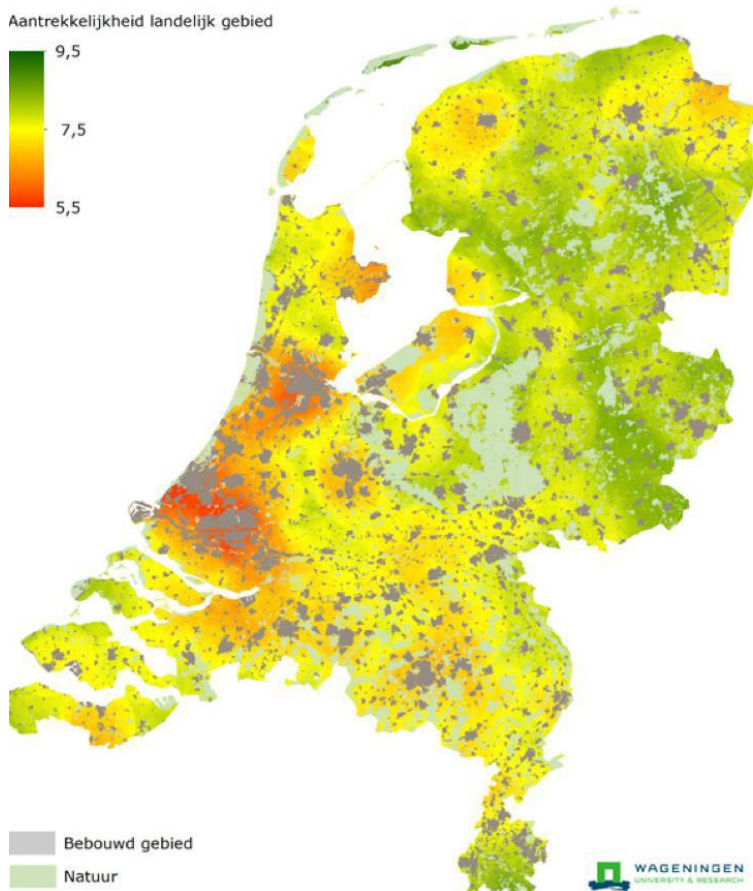 Aantrekkelijkheid landelijk gebied
9,5
7,5
5,5
Bebouwd gebied
Natuur
WAGENINGEN
UNIVERSITY & RESEARCH